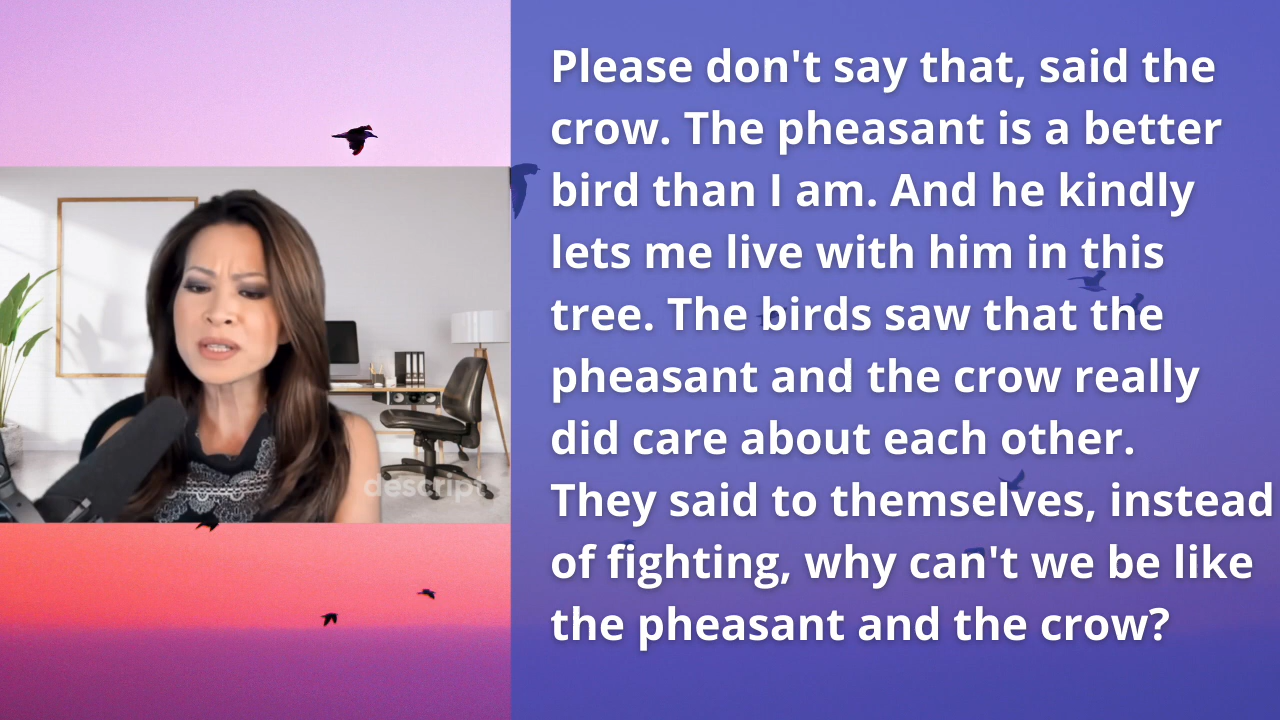 Please don't say that, said the
crow. The pheasant is a better
bird than I am. And he kindly
lets me live with him in this
tree. The birds saw that the
pheasant and the crow really
did care about each other.
They said to themselves, instead
of fighting, why can't we be like
the pheasant and the crow?
descript